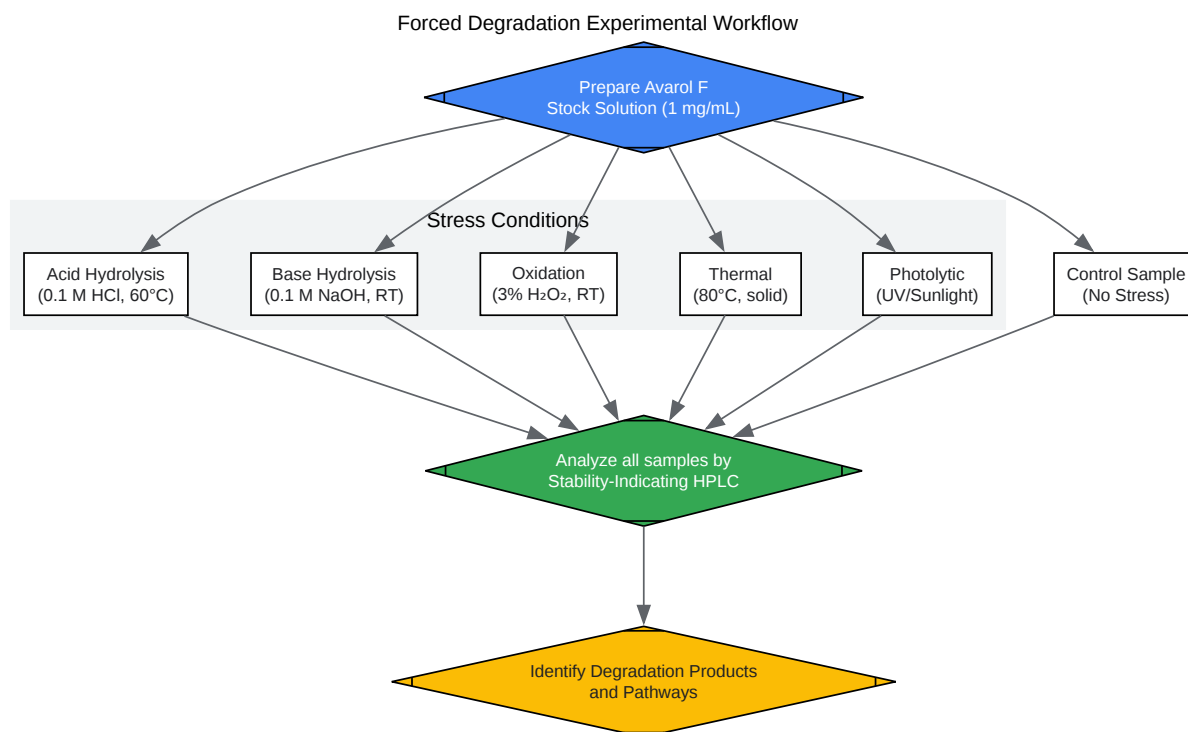 Forced Degradation Experimental Workflow
Prepare Avarol F
Stock Solution (1 mg/mL)
Stress Conditions
Acid Hydrolysis
(0.1 M HCl, 60°C)
Base Hydrolysis
(0.1 M NaOH, RT)
Oxidation
(3% H₂O₂, RT)
Thermal
(80°C, solid)
Photolytic
(UV/Sunlight)
Control Sample
(No Stress)
Analyze all samples by
Stability-Indicating HPLC
Identify Degradation Products
and Pathways